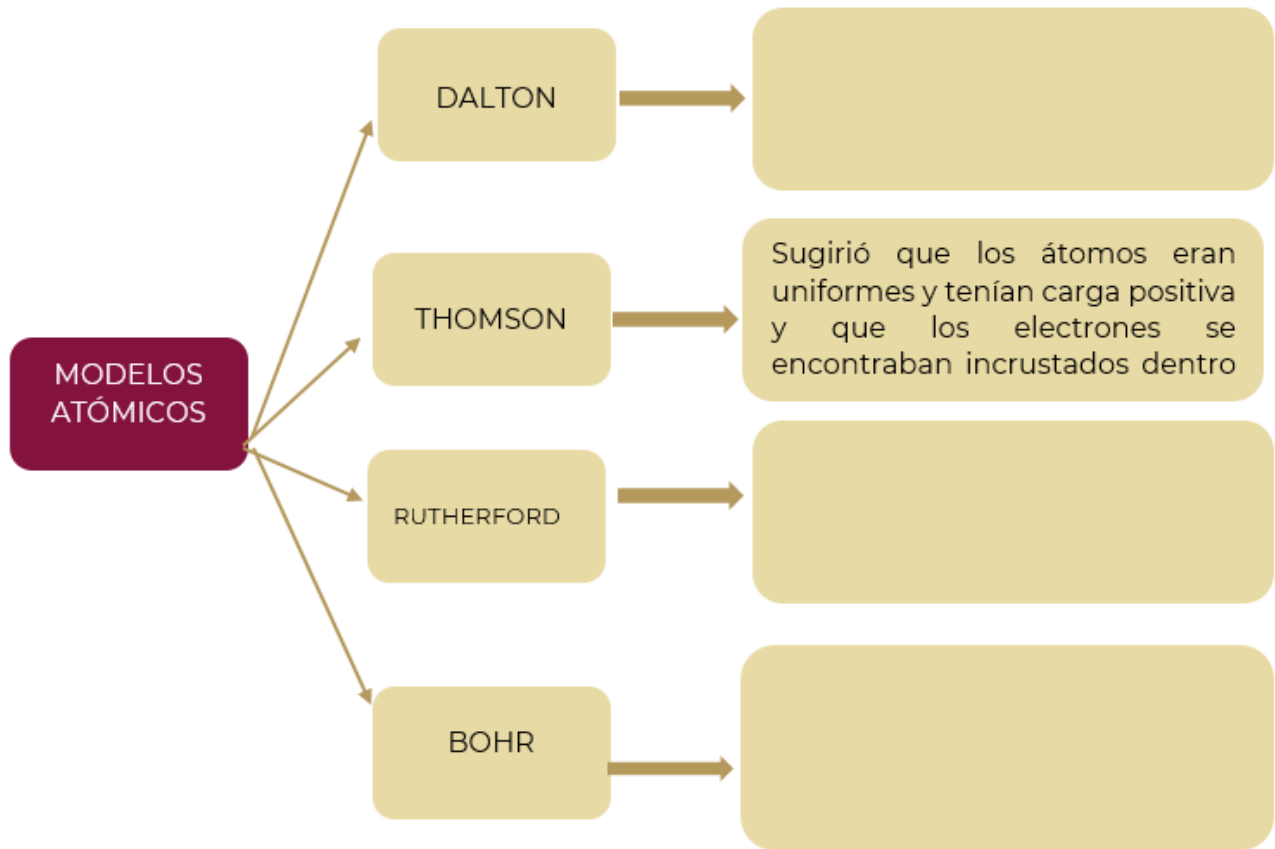 MODELOS
ATÓMICOS
DALTON
THOMSON
Sugirió que los átomos eran
uniformes y tenían carga positiva
y que los electrones se
encontraban incrustados dentro
RUTHERFORD
BOHR